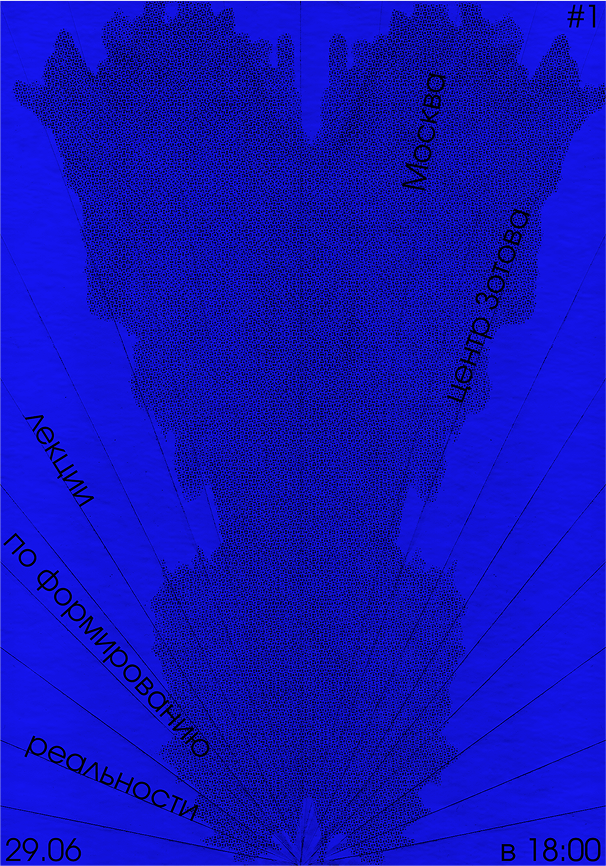 #1
Москва
центр Зотова
лекции
по формированию
реальности
29.06
в 18:00